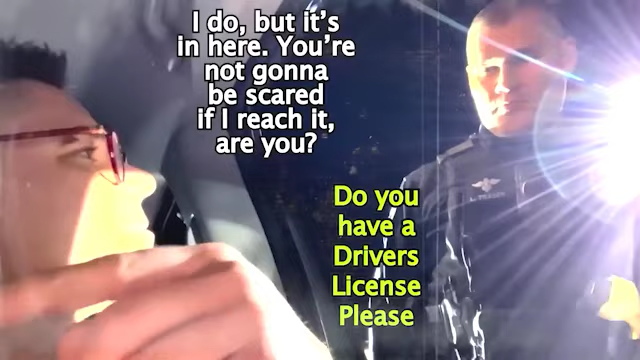 I do, but it's
in here. You're
not gonna
be scared
if I reach it,
are you?
Do you
have a
Drivers
License
Please